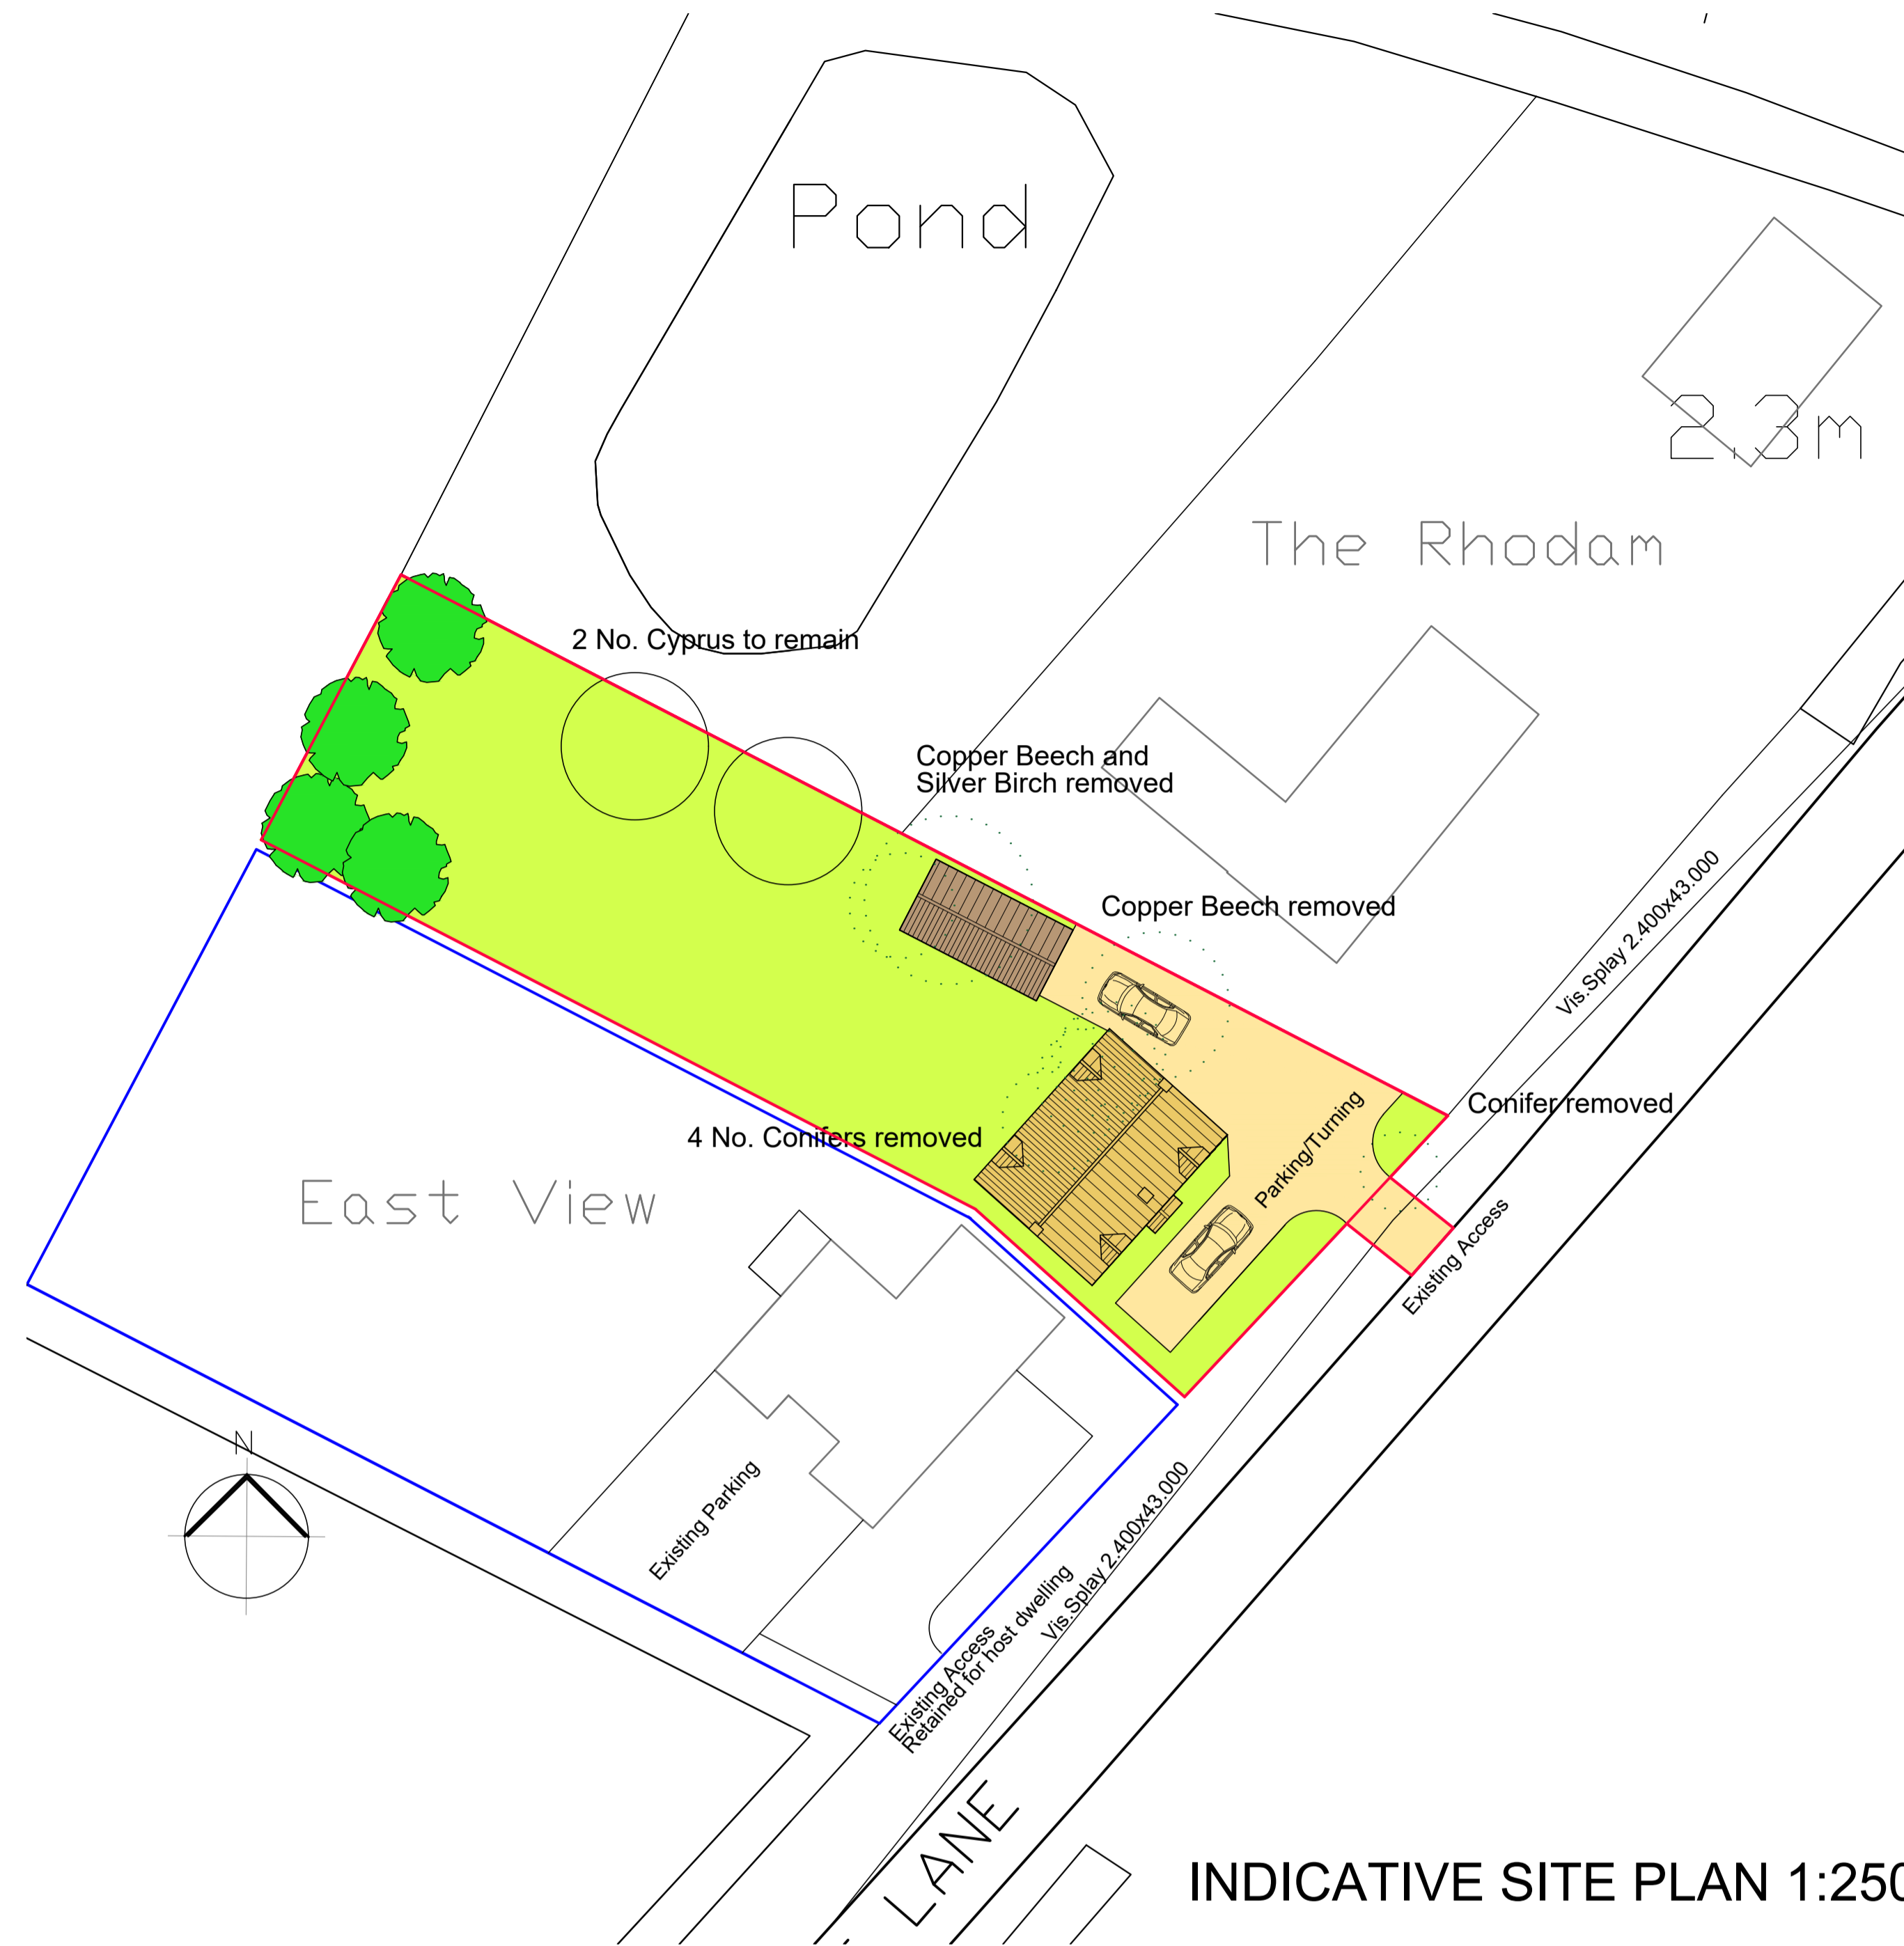 Pond
2.3m
The Rhodam
2 No. Cyprus to remain
Copper Beech and
Silver Birch removed
Copper Beech removed
Vis.Splay 2.400x43.000
Conifer removed
Parking/Turning
4 No. Conifers removed
East View
Existing Access
N
Existing Parking
Vis.Splay 2.400x43.000
Existing Access
Retained for host dwelling
LANE
INDICATIVE SITE PLAN 1:250